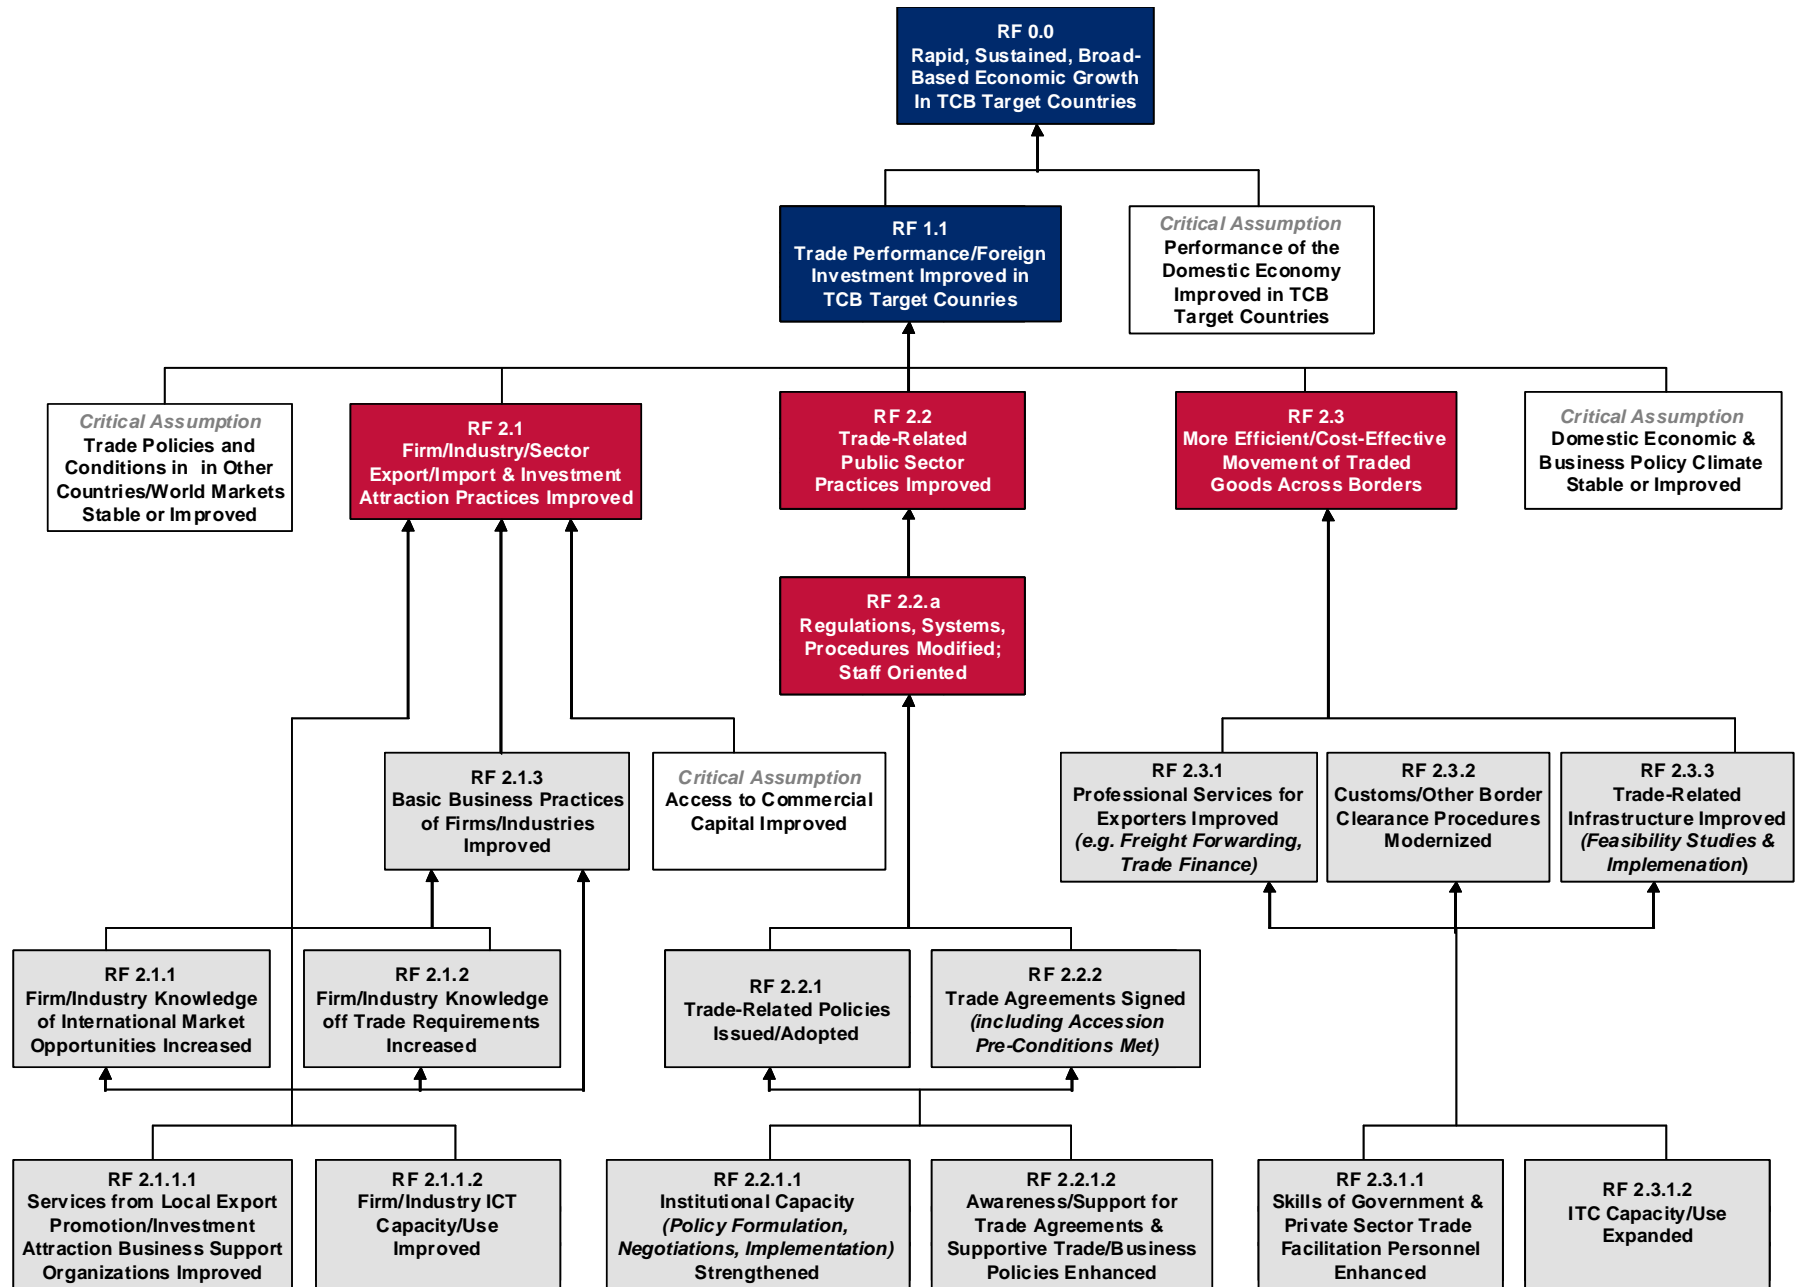 RF 0.0
Rapid, Sustained, Broad-
Based Economic Growth
In TCB Target Countries
RF 1.1
Trade Performance/Foreign
Investment Improved in
TCB Target Counries
Critical Assumption
Performance of the
Domestic Economy
Improved in TCB
Target Countries
Critical Assumption
Trade Policies and
Conditions in  in Other
Countries/World Markets
Stable or Improved
RF 2.1
Firm/Industry/Sector
Export/Import & Investment
Attraction Practices Improved
RF 2.2
Trade-Related
Public Sector
Practices Improved
RF 2.3
More Efficient/Cost-Effective
Movement of Traded
Goods Across Borders
Critical Assumption
Domestic Economic &
Business Policy Climate
Stable or Improved
RF 2.2.a
Regulations, Systems,
Procedures Modified;
Staff Oriented
RF 2.1.3
Basic Business Practices
of Firms/Industries
Improved
Critical Assumption
Access to Commercial
Capital Improved
RF 2.3.1
Professional Services for
Exporters Improved
(e.g. Freight Forwarding,
Trade Finance)
RF 2.3.2
Customs/Other Border
Clearance Procedures
Modernized
RF 2.3.3
Trade-Related
Infrastructure Improved
(Feasibility Studies &
Implemenation)
RF 2.1.1
Firm/Industry Knowledge
of International Market
Opportunities Increased
RF 2.1.2
Firm/Industry Knowledge
off Trade Requirements
Increased
RF 2.2.1
Trade-Related Policies
Issued/Adopted
RF 2.2.2
Trade Agreements Signed
(including Accession
Pre-Conditions Met)
RF 2.1.1.1
Services from Local Export
Promotion/Investment
Attraction Business Support
Organizations Improved
RF 2.1.1.2
Firm/Industry ICT
Capacity/Use
Improved
RF 2.2.1.1
Institutional Capacity
(Policy Formulation,
Negotiations, Implementation)
Strengthened
RF 2.2.1.2
Awareness/Support for
Trade Agreements &
Supportive Trade/Business
Policies Enhanced
RF 2.3.1.1
Skills of Government &
Private Sector Trade
Facilitation Personnel
Enhanced
RF 2.3.1.2
ITC Capacity/Use
Expanded